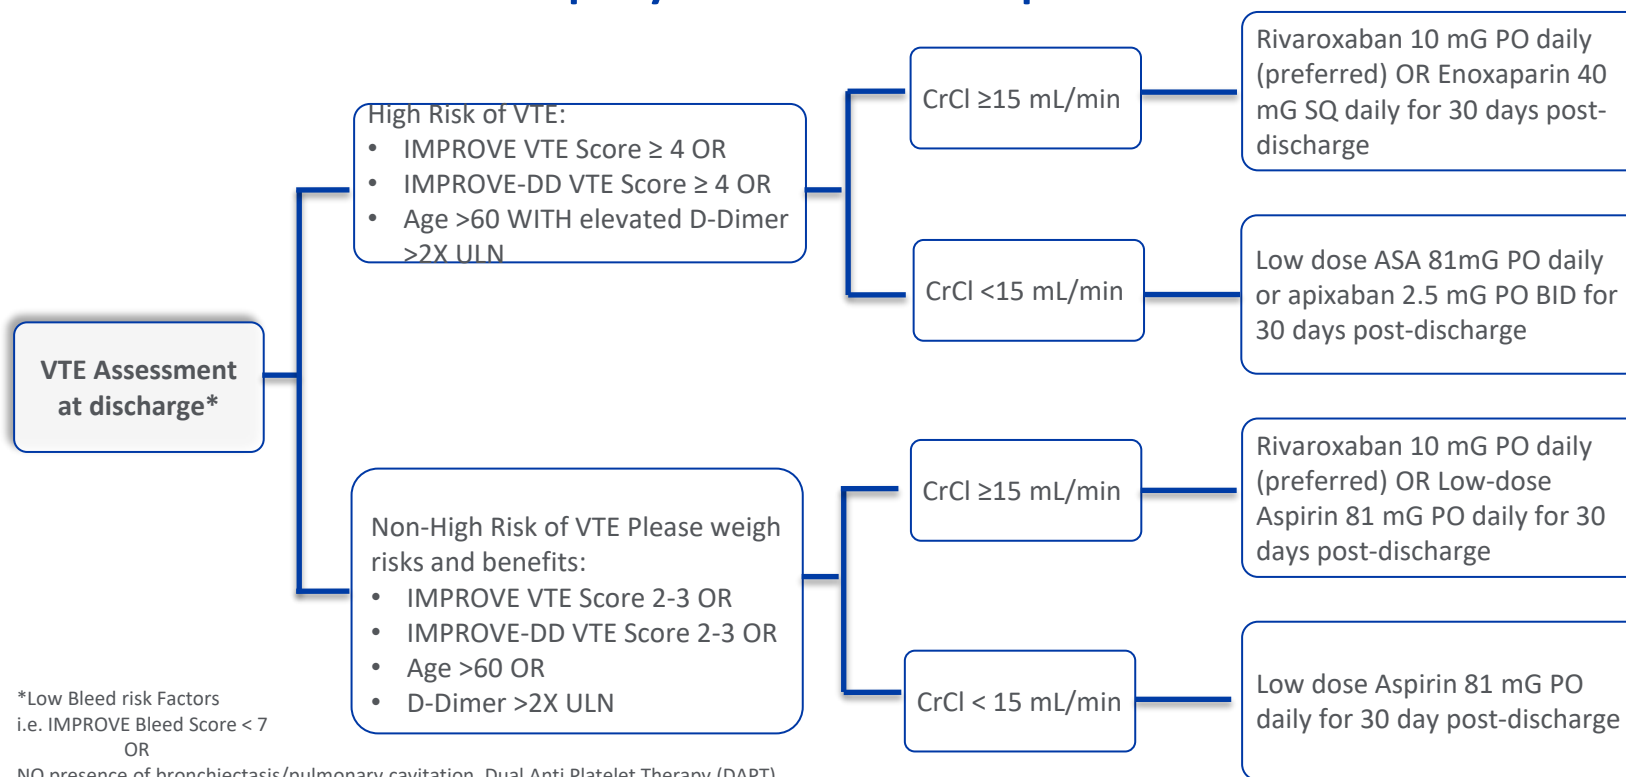 Rivaroxaban 10 mG PO daily
(preferred) OR Enoxaparin 40
mG SQ daily for 30 days post-
discharge
CrCl ≥15 mL/min
High Risk of VTE:
• IMPROVE VTE Score ≥ 4 OR
• IMPROVE-DD VTE Score ≥ 4 OR
• Age >60 WITH elevated D-Dimer
>2X ULN
CrCl <15 mL/min
Low dose ASA 81mG PO daily
or apixaban 2.5 mG PO BID for
30 days post-discharge
VTE Assessment
at discharge*
Non-High Risk of VTE Please weigh
risks and benefits:
• IMPROVE VTE Score 2-3 OR
• IMPROVE-DD VTE Score 2-3 OR
• Age >60 OR
• D-Dimer >2X ULN
CrCl ≥15 mL/min
Rivaroxaban 10 mG PO daily
(preferred) OR Low-dose
Aspirin 81 mG PO daily for 30
days post-discharge
CrCl < 15 mL/min
Low dose Aspirin 81 mG PO
daily for 30 day post-discharge
*Low Bleed risk Factors
i.e. IMPROVE Bleed Score < 7
OR
NO presence of bronchiectasis/pulmonary cavitation, Dual Anti Platelet Therapy (DAPT)